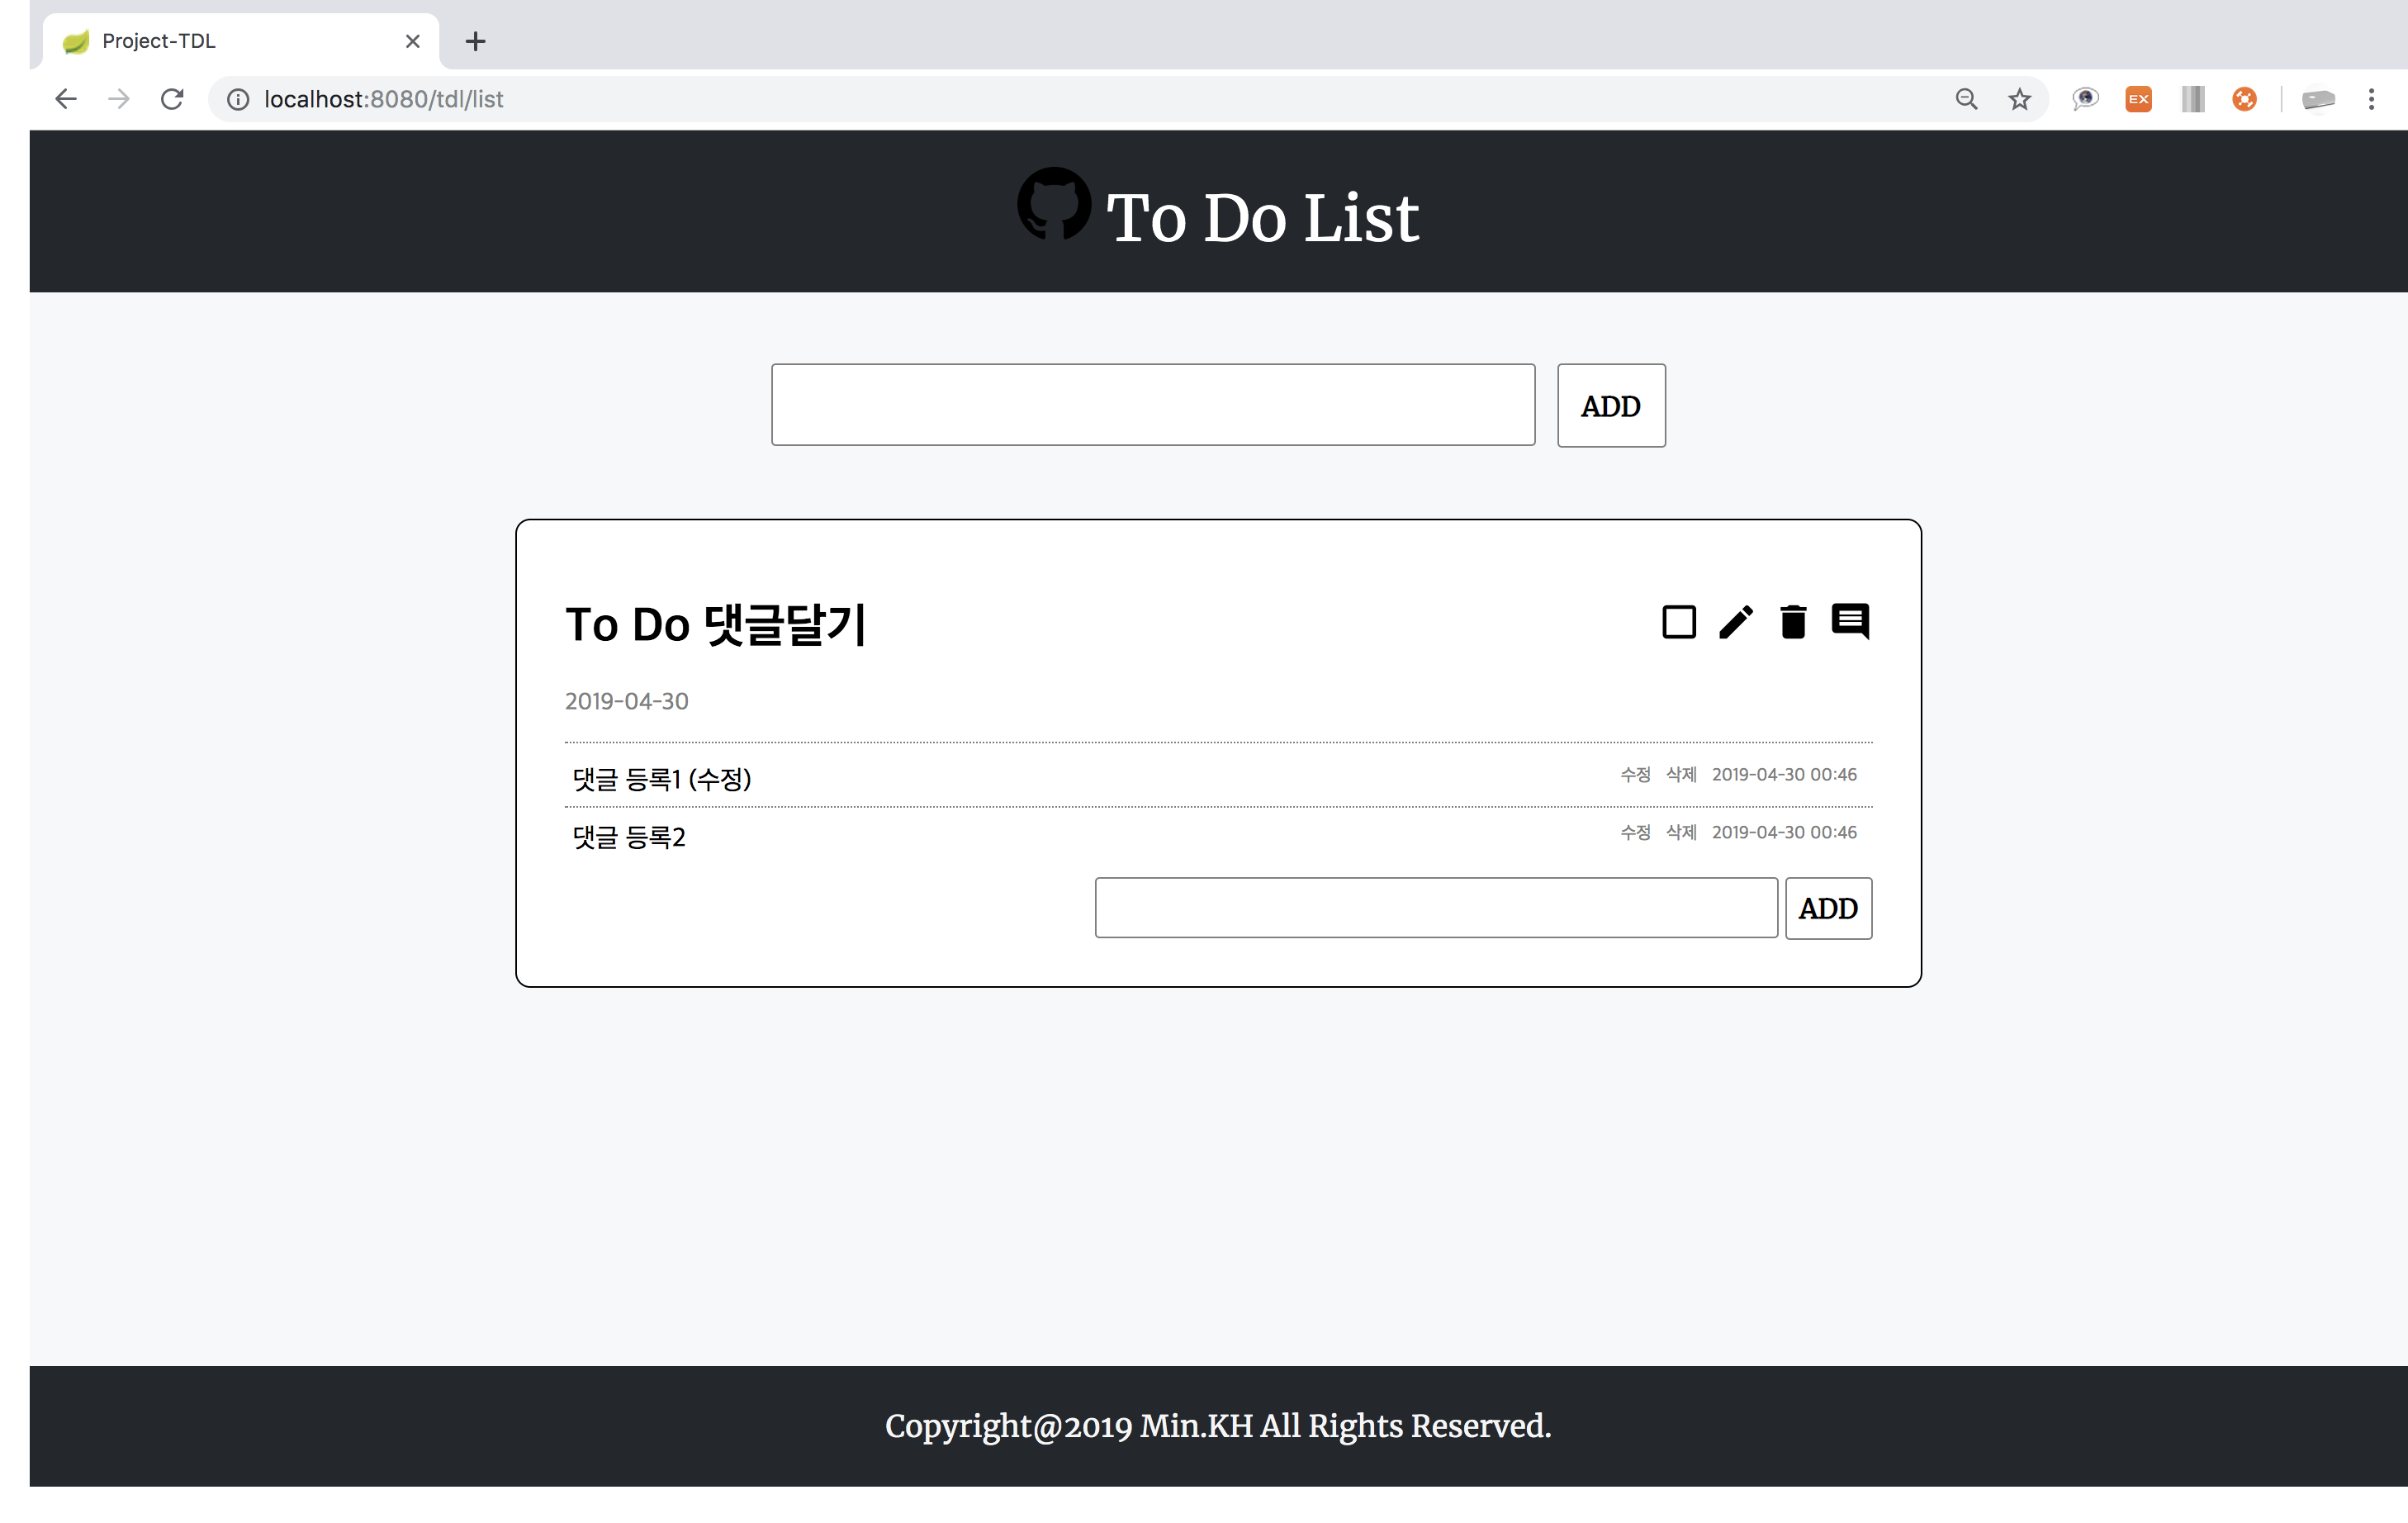 Project-TDL
localhost:8080/tdl/list
EX
To Do List
ADD
To Do 댓글달기
2019-04-30
댓글 등록1 (수정) 수정 삭제 2019-04-30 00:46
댓글 등록2 수정 삭제 2019-04-30 00:46
ADD
Copyright@2019 Min.KH All Rights Reserved.